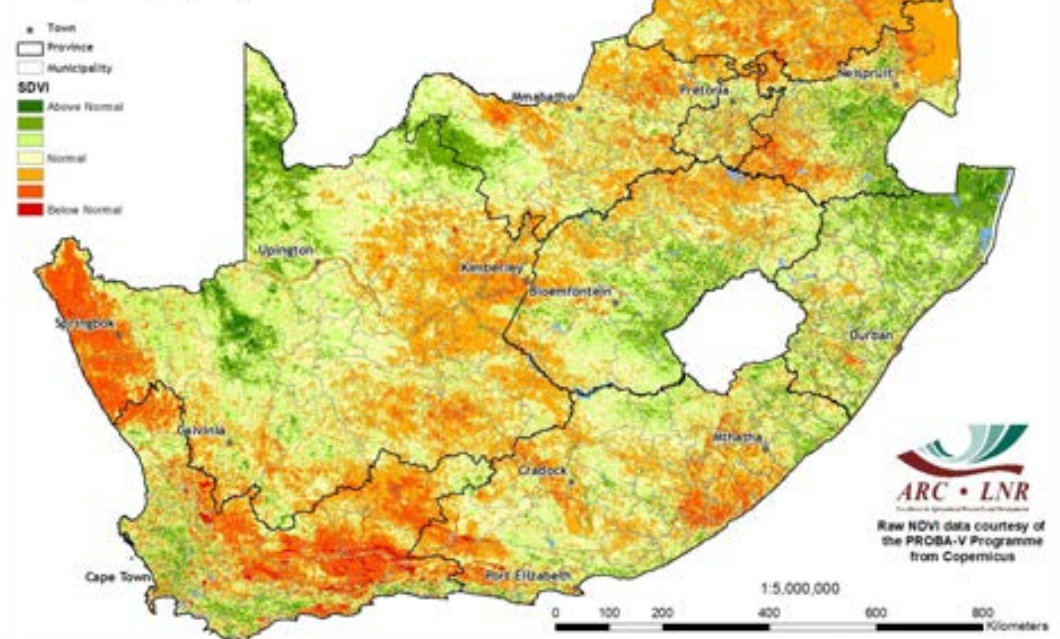 Town
Province
Municipality
SDVI
Above Normal
Normal
Below Normal
Nelspruit
Pretoria
Mmabatho
Upington
Kimberley
Bloemfontein
Springbok
Durban
Calvinia
Mthatha
Cradock
Cape Town
Port Elizabeth
ARC • LNR
Raw NDVI data courtesy of
the PROBA-V Programme
from Copernicus
1:5,000,000
0 100 200 400 600 800
Kilometers